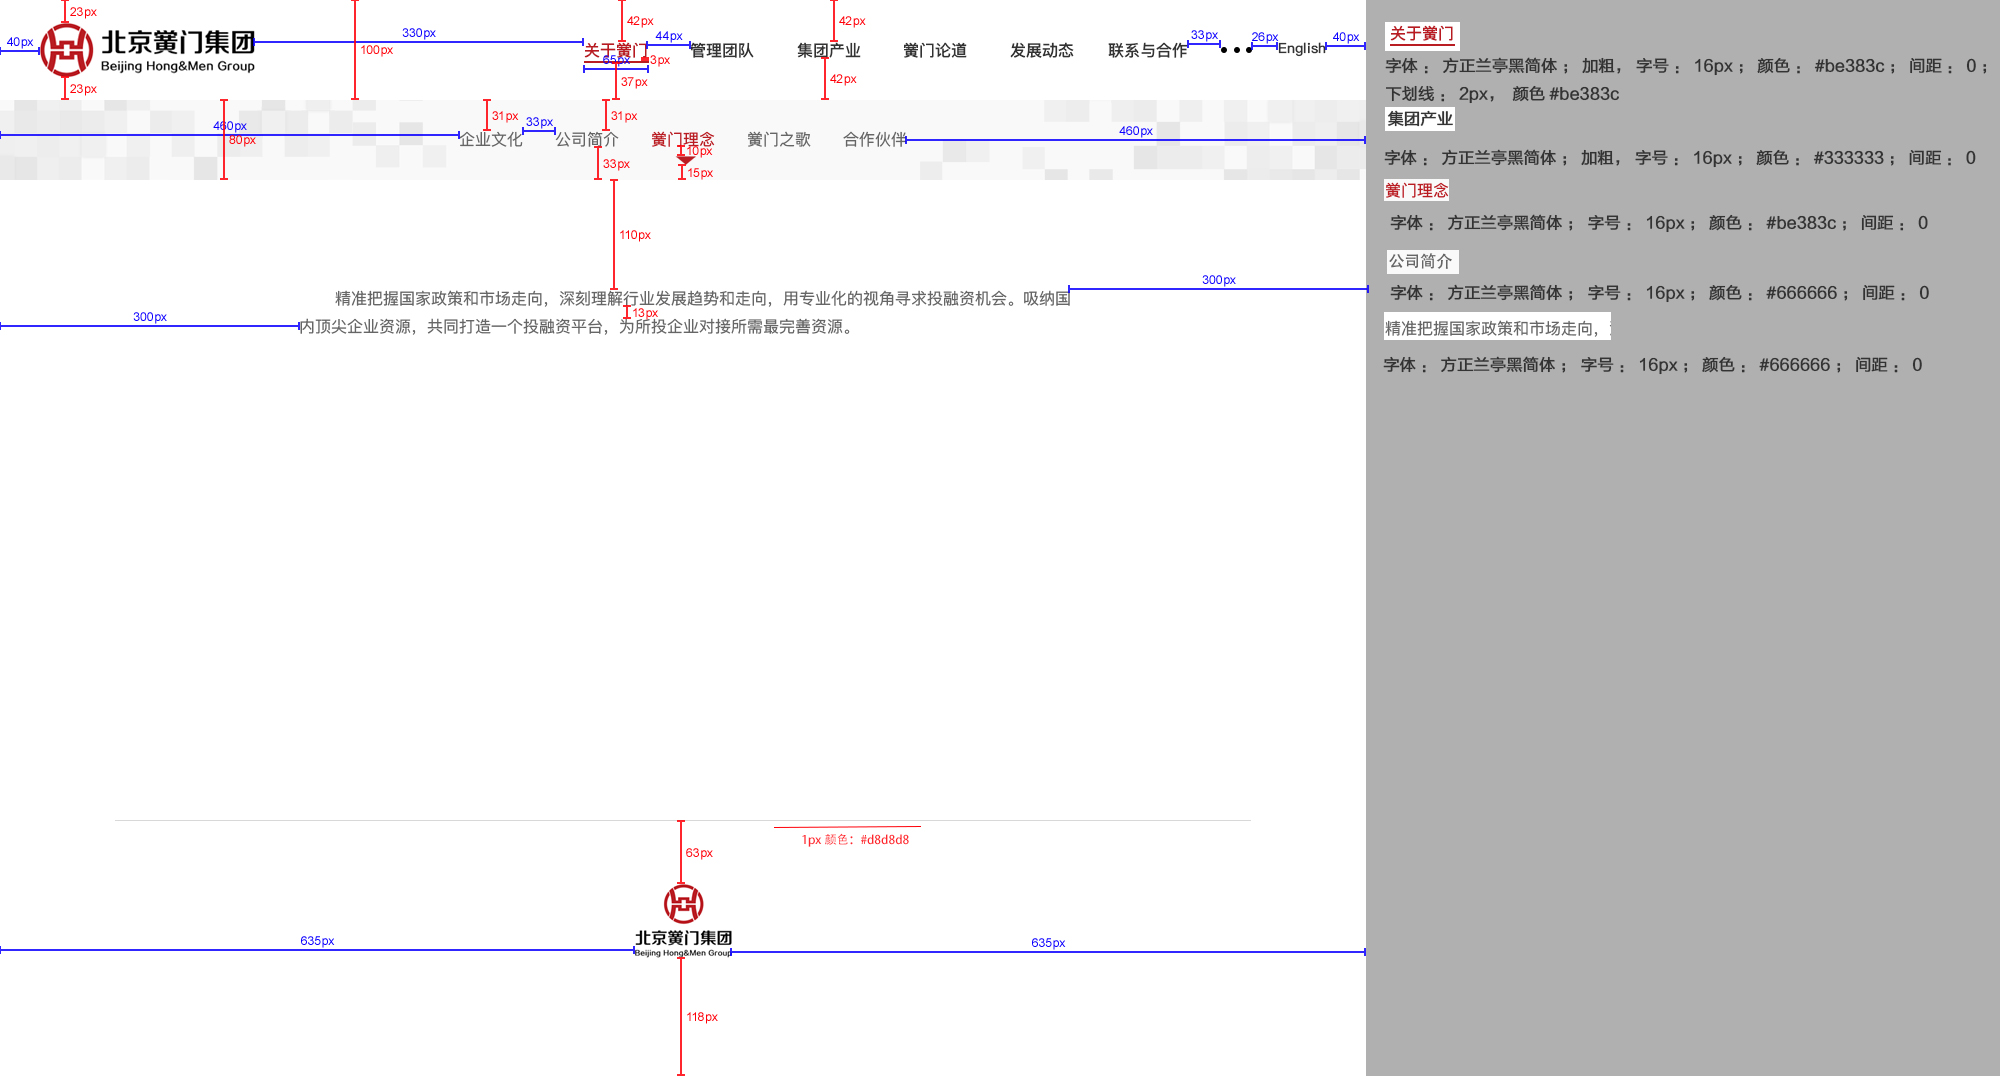 23px
40px
北京黉门集团
Beijing Hong&Men Group
23px
330px
100px
42px
关于黉门
44px
65px
3px
37px
管理团队
42px
集团产业
42px
黉门论道
发展动态
联系与合作
33px
26px
English
40px
460px
80px
31px
企业文化
33px
31px
公司简介
33px
黉门理念
10px
15px
黉门之歌
合作伙伴
460px
110px
300px
精准把握国家政策和市场走向，深刻理解行业发展趋势和走向，用专业化的视角寻求投融资机会。吸纳国
13px
300px
内顶尖企业资源，共同打造一个投融资平台，为所投企业对接所需最完善资源。
1px 颜色：#d8d8d8
63px
北京黉门集团
Beijing Hong&Men Group
635px
635px
118px
关于黉门
字体： 方正兰亭黑简体； 加粗， 字号： 16px； 颜色： #be383c； 间距： 0；
下划线： 2px， 颜色 #be383c
集团产业
字体： 方正兰亭黑简体； 加粗， 字号： 16px； 颜色： #333333； 间距： 0
黉门理念
字体： 方正兰亭黑简体； 字号： 16px； 颜色： #be383c； 间距： 0
公司简介
字体： 方正兰亭黑简体； 字号： 16px； 颜色： #666666； 间距： 0
精准把握国家政策和市场走向，
字体： 方正兰亭黑简体； 字号： 16px； 颜色： #666666； 间距： 0